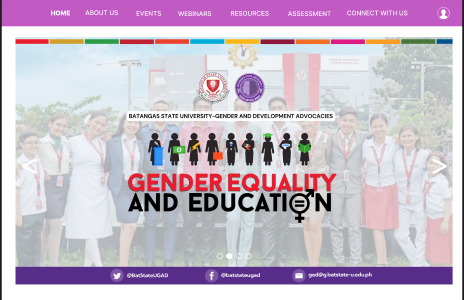 HOME ABOUT US EVENTS WEBINARS RESOURCES ASSESSMENT CONNECT WITH US
BATANGAS STATE UNIVERSITY-GENDER AND DEVELOPMENT ADVOCACIES
GENDER EQUALITY
AND EDUCATION
@BatStateUGAD @batstateugad gad@g.batstate-u.edu.ph